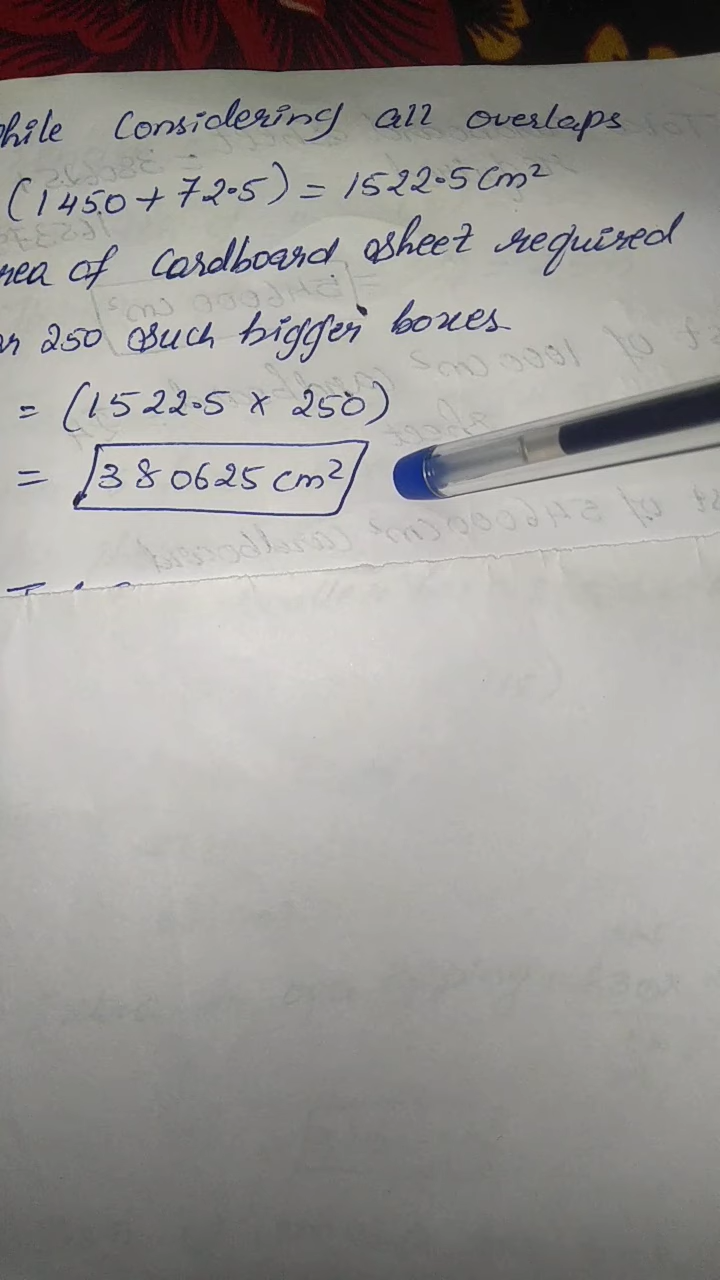 hile Considering all overlaps
(1450 + 72.5) = 1522.5 cm²
rea of Cardboard sheet required
250 such bigger boxes
= (1522.5 × 250)
= 380625 cm²